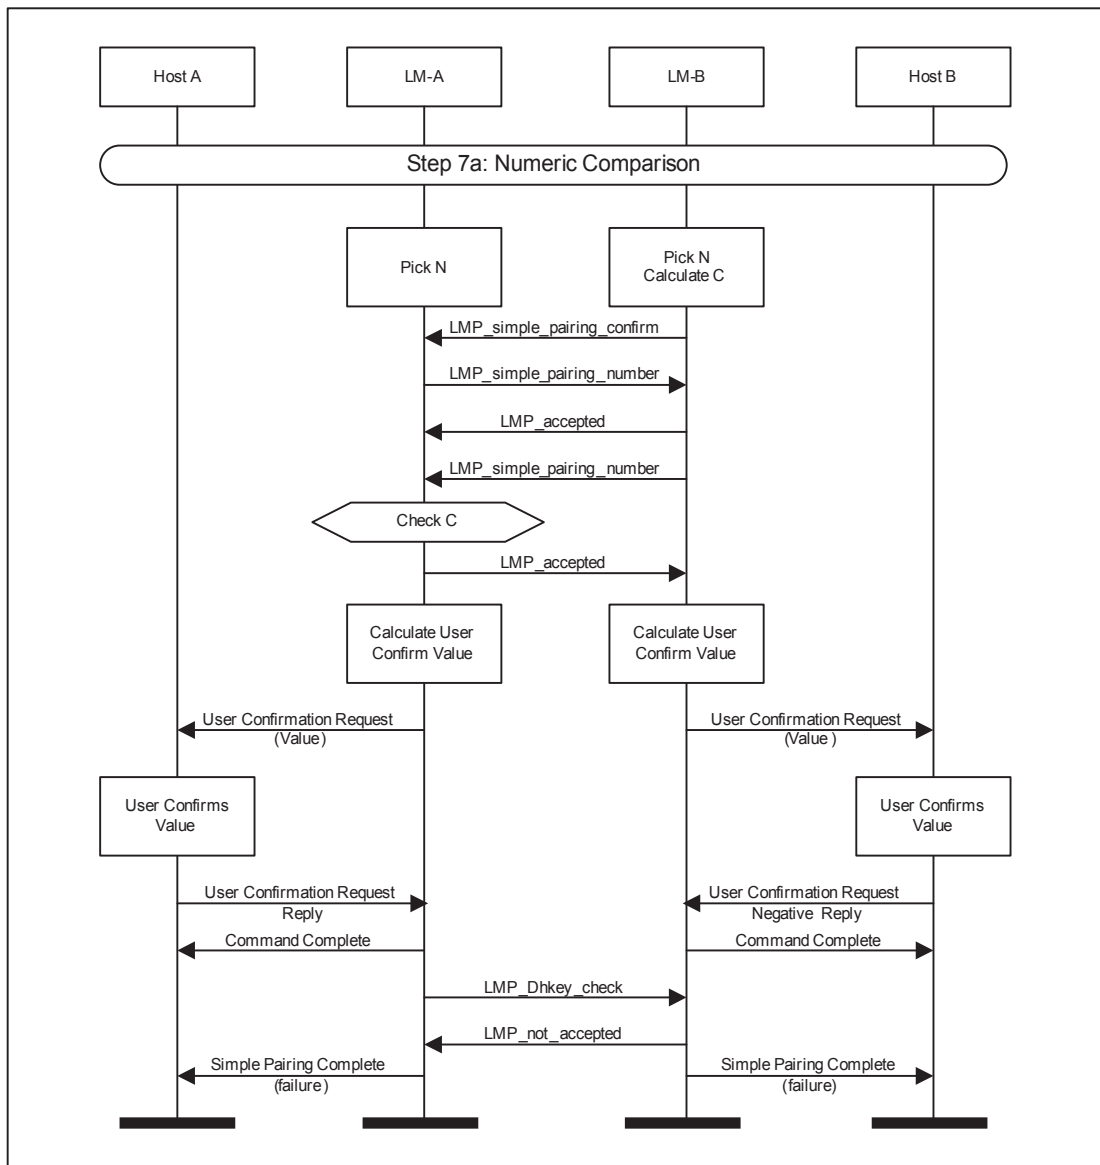 Host A
LM-A
LM-B
Host B
Step 7a: Numeric Comparison
Pick N
Pick N
Calculate C
LMP_simple_pairing_confirm
LMP_simple_pairing_number
LMP_accepted
LMP_simple_pairing_number
Check C
LMP_accepted
Calculate User
Confirm Value
Calculate User
Confirm Value
User Confirmation Request
(Value)
User Confirmation Request
(Value)
User Confirms
Value
User Confirms
Value
User Confirmation Request
Reply
User Confirmation Request
Negative Reply
Command Complete
Command Complete
LMP_Dhkey_check
LMP_not_accepted
Simple Pairing Complete
(failure)
Simple Pairing Complete
(failure)